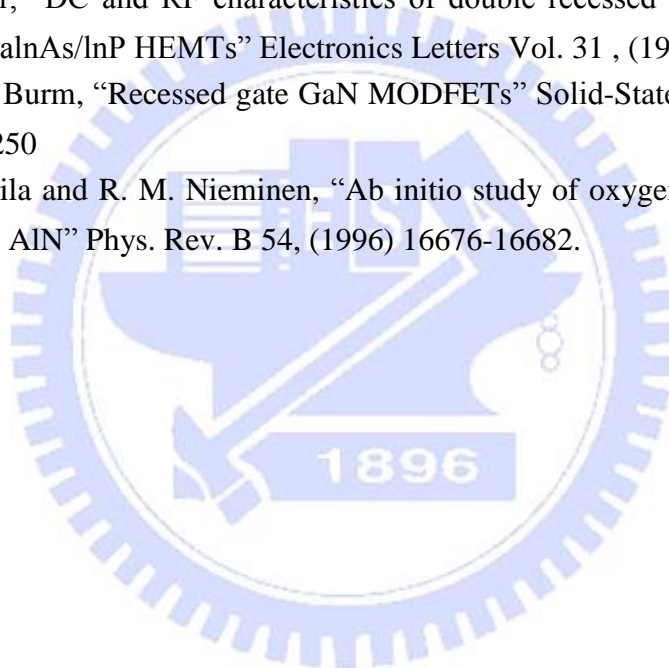 DC and RF characteristics of double recessed
alnAs/lnP HEMTs” Electronics Letters Vol. 31 , (19
Burm, “Recessed gate GaN MODFETs” Solid-State
250
ila and R. M. Nieminen, “Ab initio study of oxygen
AlN” Phys. Rev. B 54, (1996) 16676-16682.
1896